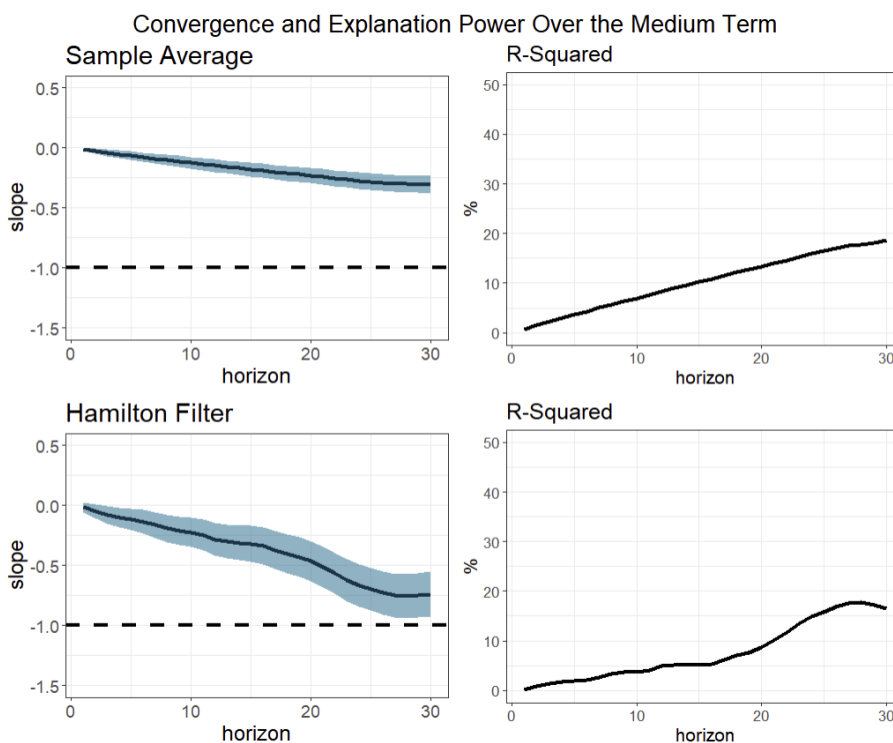 Convergence and Explanation Power Over the Medium Term
Sample Average
0.5
0.0
-0.5
-1.0
-1.5
slope
0 10 20 30
horizon
R-Squared
50
40
30
20
10
0
%
0 10 20 30
horizon
Hamilton Filter
0.5
0.0
-0.5
-1.0
-1.5
slope
0 10 20 30
horizon
R-Squared
50
40
30
20
10
0
%
0 10 20 30
horizon